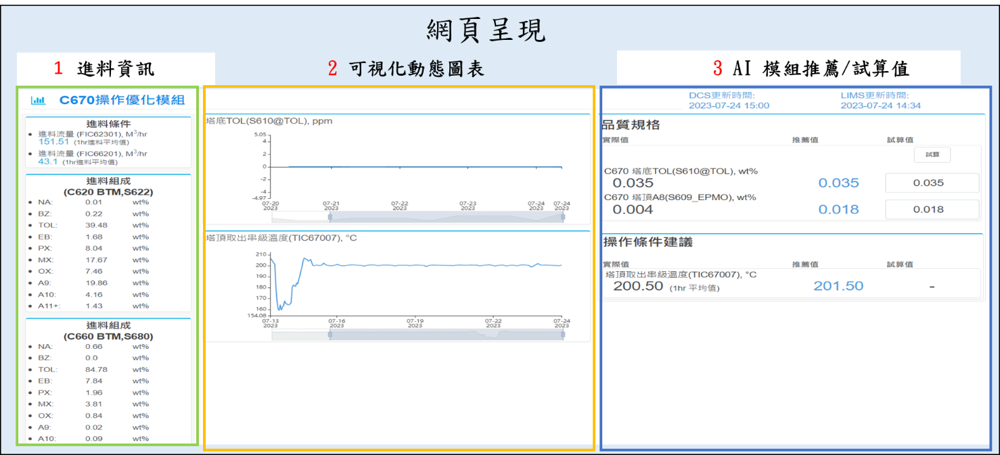 網頁呈現
1 進料資訊
2 可視化動態圖表
3 AI 模組推薦/試算值
C670操作優化模組
進料條件
進料流量 (FIC62301), M³/hr
151.51 (1hr進料平均值)
進料流量 (FIC66201), M³/hr
43.1 (1hr進料平均值)
進料組成
(C620 BTM,S622)
NA: 0.01 wt%
BZ: 0.22 wt%
TOL: 39.48 wt%
EB: 1.68 wt%
PX: 8.04 wt%
MX: 17.67 wt%
OX: 7.46 wt%
A9: 19.86 wt%
A10: 4.16 wt%
A11+: 1.43 wt%
進料組成
(C660 BTM,S680)
NA: 0.66 wt%
BZ: 0.0 wt%
TOL: 84.78 wt%
EB: 7.84 wt%
PX: 1.96 wt%
MX: 3.81 wt%
OX: 0.84 wt%
A9: 0.02 wt%
A10: 0.09 wt%
塔底TOL(S610@TOL), ppm
5.05
4
2
0
-2
-4
-4.97
07-20 07-21 07-22 07-23 07-24 07-24
2023 2023 2023 2023 2023 2023
塔頂取出串級溫度(TIC67007), °C
210
200
190
180
170
160
154.08
07-13 07-16 07-19 07-22 07-24
2023 2023 2023 2023 2023
DCS更新時間: LIMS更新時間:
2023-07-24 15:00 2023-07-24 14:34
品質規格
實際值 推薦值 試算值
試算
C670 塔底TOL(S610@TOL), wt%
0.035 0.035 0.035
C670 塔頂A8(S609_EPMO), wt%
0.004 0.018 0.018
操作條件建議
實際值 推薦值 試算值
塔頂取出串級溫度(TIC67007), °C
200.50 (1hr 平均值) 201.50 -